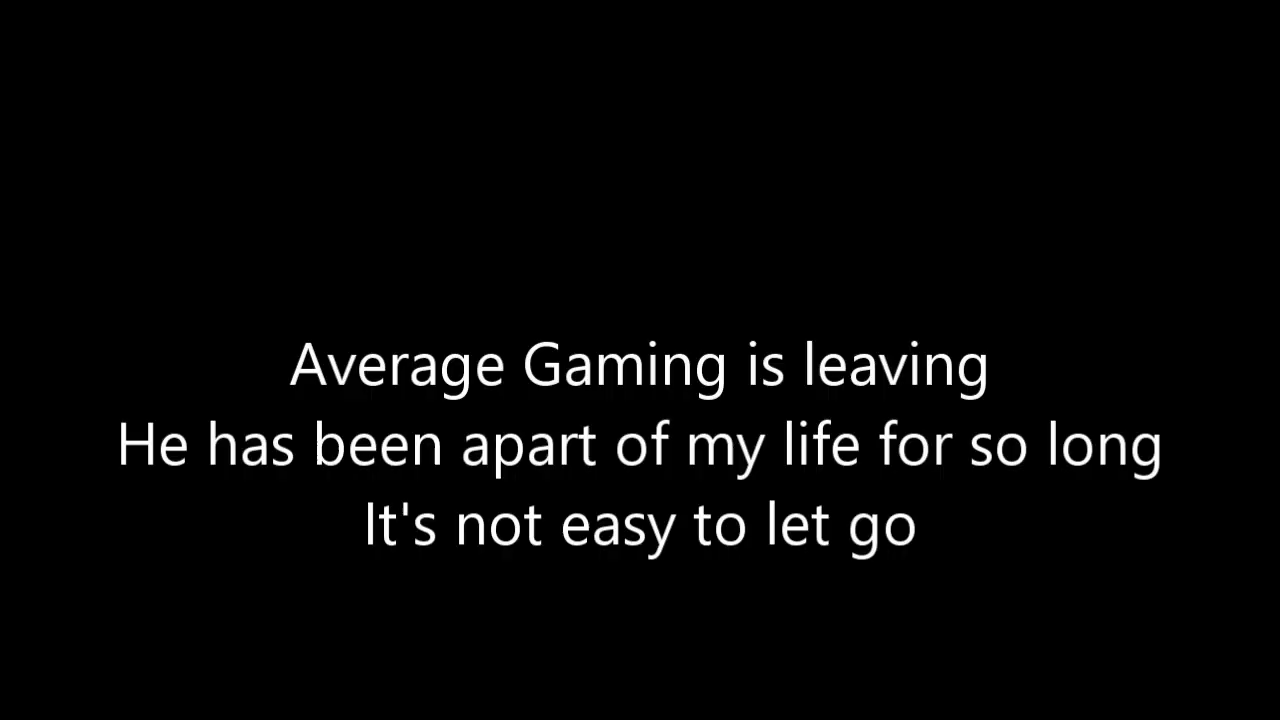 Average Gaming is leaving
He has been apart of my life for so long
It's not easy to let go